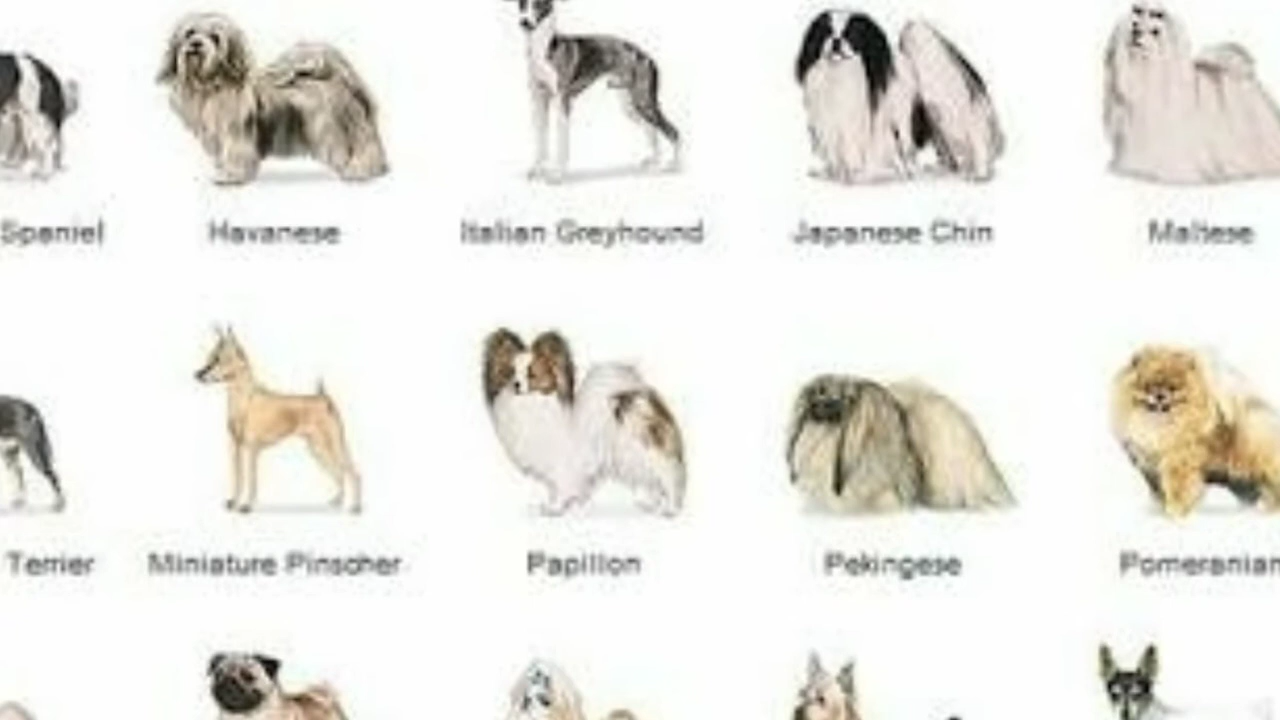 Spaniel Havanese Italian Greyhound Japanese Chin Maltese
Terrier Miniature Pinscher Papillon Pekingese Pomeranian